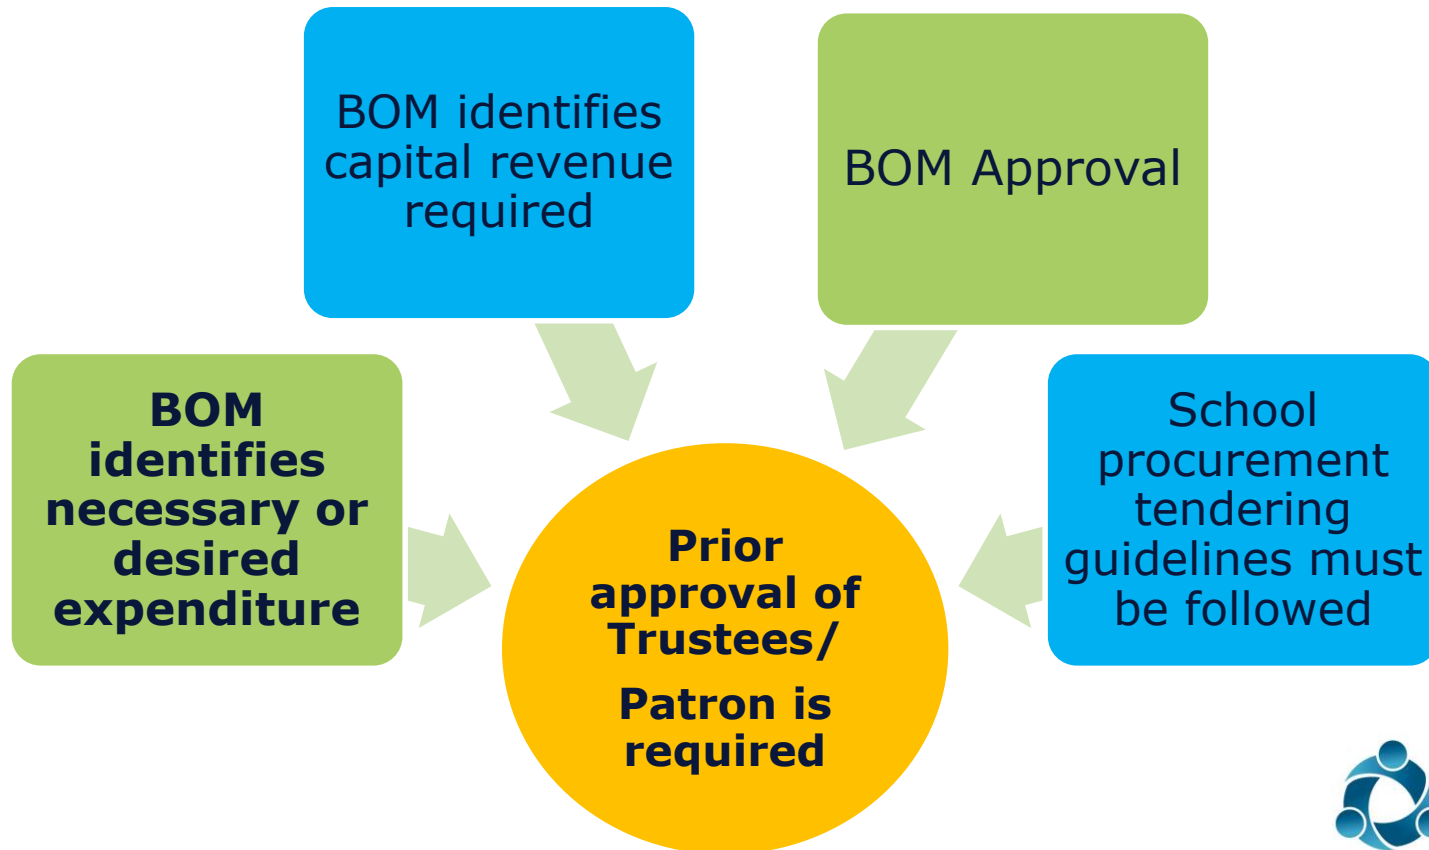 BOM identifies
capital revenue
required
BOM Approval
BOM
identifies
necessary or
desired
expenditure
Prior
approval of
Trustees/
Patron is
required
School
procurement
tendering
guidelines must
be followed